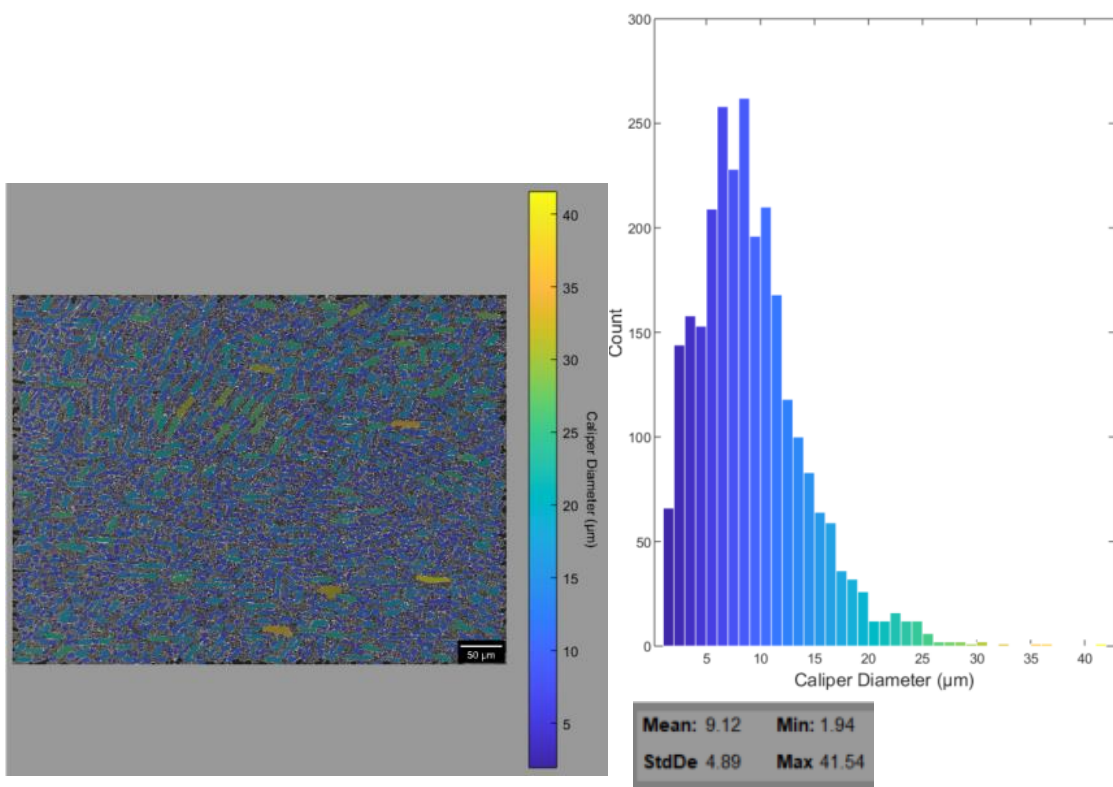 40
35
30
25
20
15
10
5
Caliper Diameter (µm)
50 µm
300
250
200
150
100
50
0
Count
5 10 15 20 25 30 35 40
Caliper Diameter (µm)
Mean: 9.12 Min: 1.94
StdDe 4.89 Max 41.54